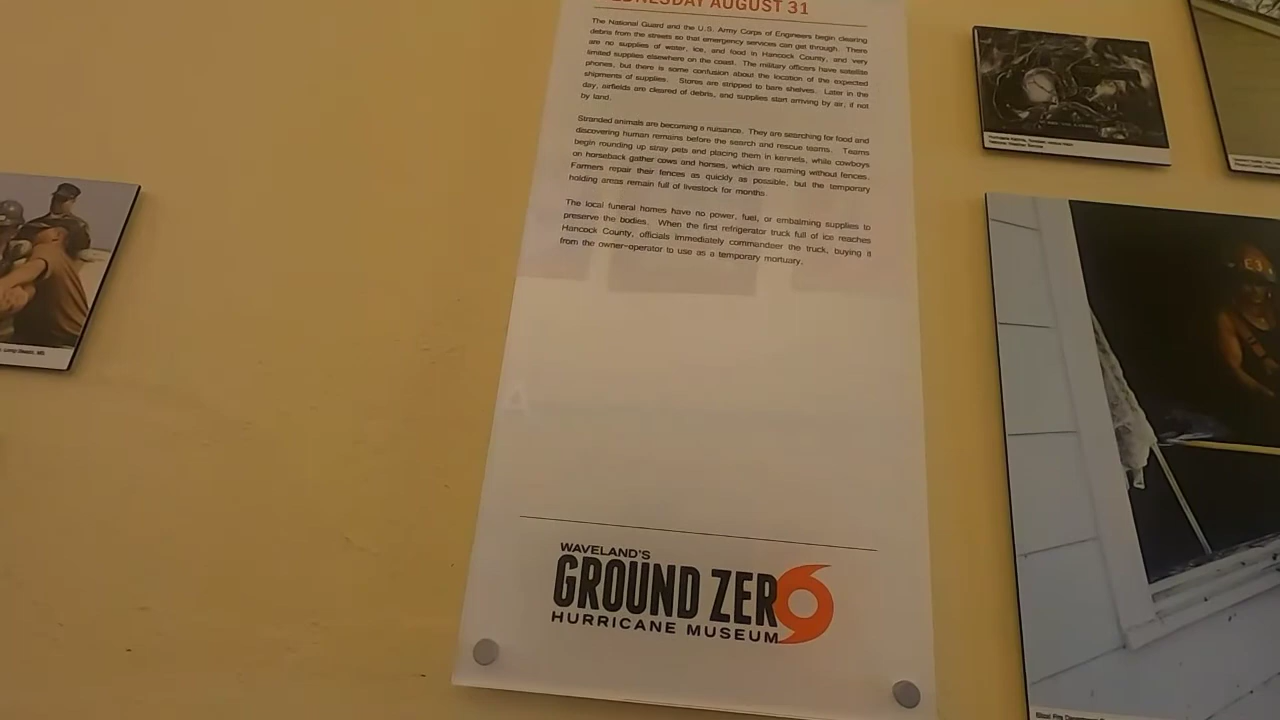 WEDNESDAY AUGUST 31
The National Guard and the U.S. Army Corps of Engineers begin clearing
debris from the streets so that emergency services can get through. There
are no supplies of water, ice, and food in Hancock County, and very
limited supplies elsewhere on the coast. The military officers have satellite
phones, but there is some confusion about the location of the expected
shipments of supplies. Stores are stripped to bare shelves. Later in the
day, airfields are cleared of debris, and supplies start arriving by air, if not
by land.
Stranded animals are becoming a nuisance. They are searching for food and
discovering human remains before the search and rescue teams. Teams
begin rounding up stray pets and placing them in kennels, while cowboys
on horseback gather cows and horses, which are roaming without fences.
Farmers repair their fences as quickly as possible, but the temporary
holding areas remain full of livestock for months.
The local funeral homes have no power, fuel, or embalming supplies to
preserve the bodies. When the first refrigerator truck full of ice reaches
Hancock County, officials immediately commandeer the truck, buying it
from the owner-operator to use as a temporary mortuary.
WAVELAND'S
GROUND ZERO
HURRICANE MUSEUM
E3